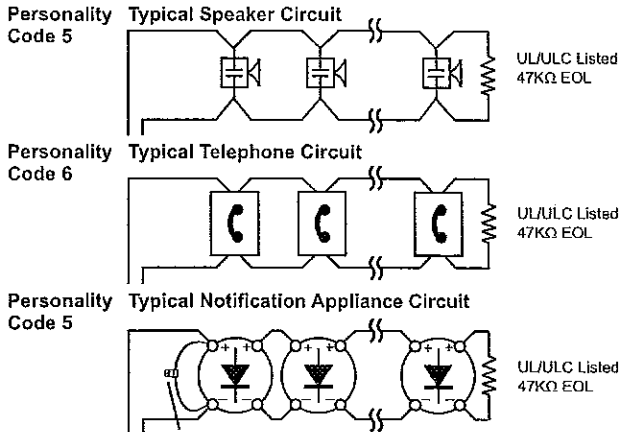 Personality Typical Speaker Circuit
Code 5
UL/ULC Listed
47KΩ EOL
Personality Typical Telephone Circuit
Code 6
UL/ULC Listed
47KΩ EOL
Personality Typical Notification Appliance Circuit
Code 5
+ +
+ +
+ +
UL/ULC Listed
47KΩ EOL